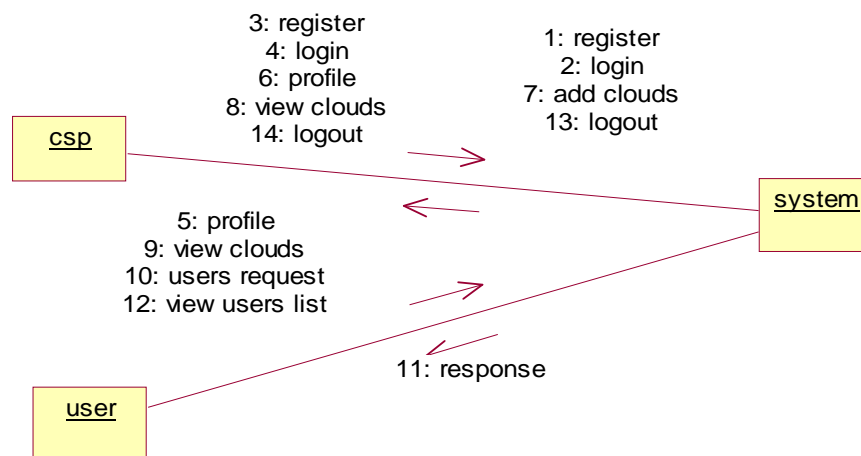 3: register
4: login
6: profile
8: view clouds
14: logout
1: register
2: login
7: add clouds
13: logout
csp
system
5: profile
9: view clouds
10: users request
12: view users list
11: response
user